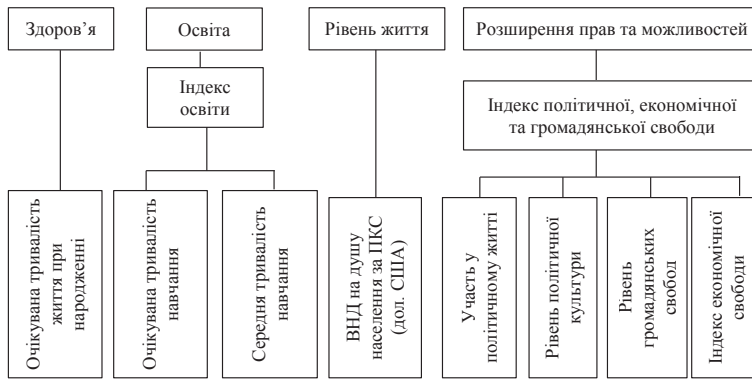 Здоров’я
Освіта
Рівень життя
Розширення прав та можливостей
Індекс
освіти
Індекс політичної, економічної
та громадянської свободи
Очікувана тривалість
життя при
народженні
Очікувана тривалість
навчання
Середня тривалість
навчання
ВНД на душу
населення за ПКС
(дол. США)
Участь у
політичному житті
Рівень політичної
культури
Рівень
громадянських
свобод
Індекс економічної
свободи